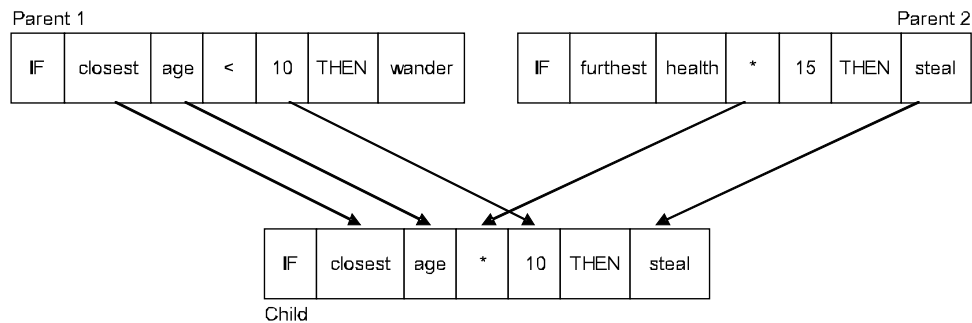 Parent 1
Parent 2
IF closest age < 10 THEN wander
IF furthest health * 15 THEN steal
IF closest age * 10 THEN steal
Child